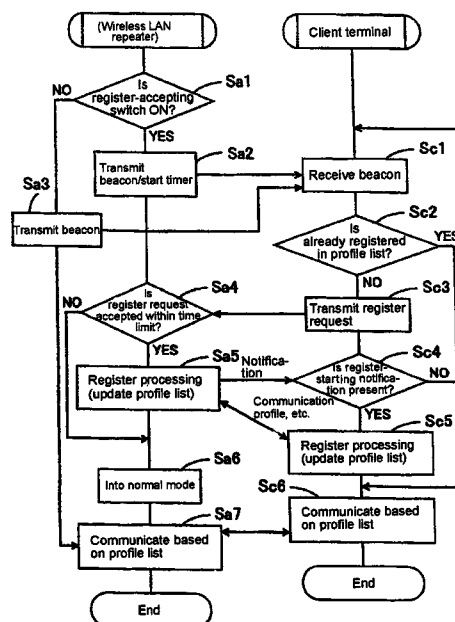 (Wireless LAN
repeater)
Client terminal
Sa1
Is
register-accepting
switch ON?
NO
YES
Sa2
Transmit
beacon/start timer
Sc1
Receive beacon
Sa3
Transmit beacon
Sc2
Is
already registered
in profile list?
YES
NO
Sc3
Transmit register
request
Sa4
Is
register request
accepted within time
limit?
NO
YES
Sa5
Notification
Register processing
(update profile list)
Sc4
Is register-
starting notifica-
tion present?
NO
YES
Communication
profile, etc.
Sc5
Register processing
(update profile list)
Sa6
Into normal mode
Sc6
Communicate based
on profile list
Sa7
Communicate based
on profile list
End
End